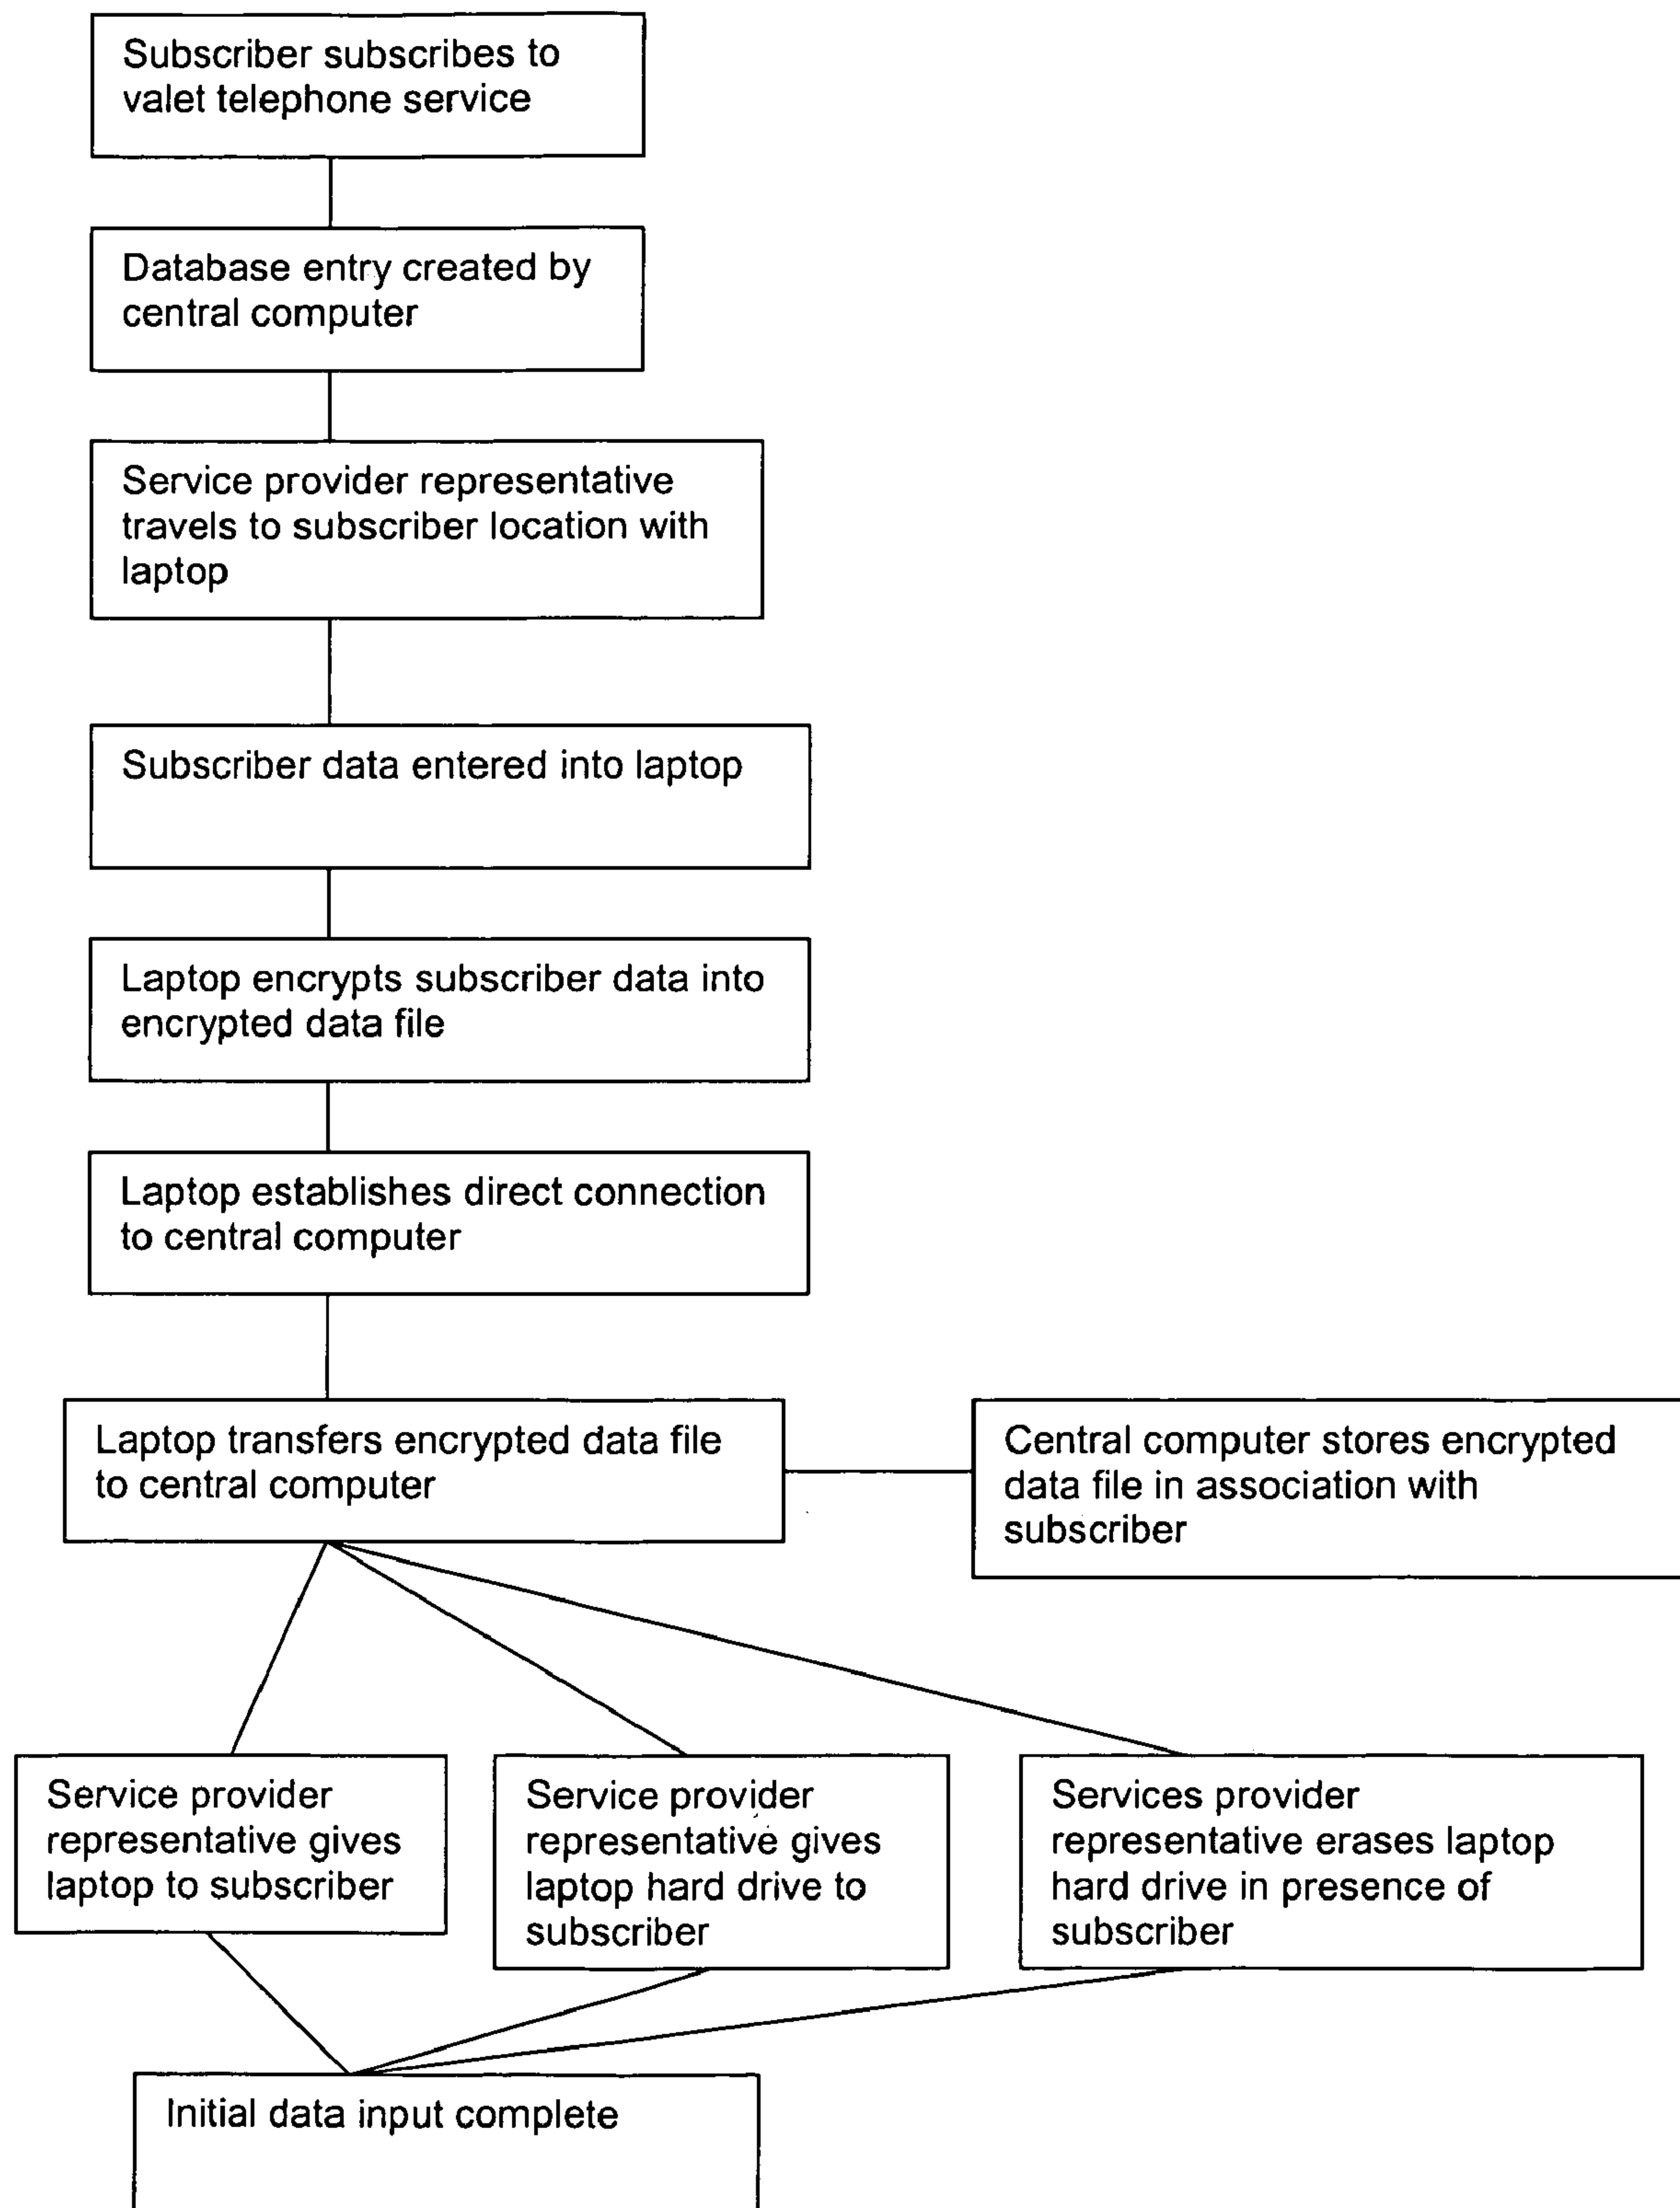 Subscriber subscribes to
valet telephone service
Database entry created by
central computer
Service provider representative
travels to subscriber location with
laptop
Subscriber data entered into laptop
Laptop encrypts subscriber data into
encrypted data file
Laptop establishes direct connection
to central computer
Laptop transfers encrypted data file
to central computer
Central computer stores encrypted
data file in association with
subscriber
Service provider
representative gives
laptop to subscriber
Service provider
representative gives
laptop hard drive to
subscriber
Services provider
representative erases laptop
hard drive in presence of
subscriber
Initial data input complete